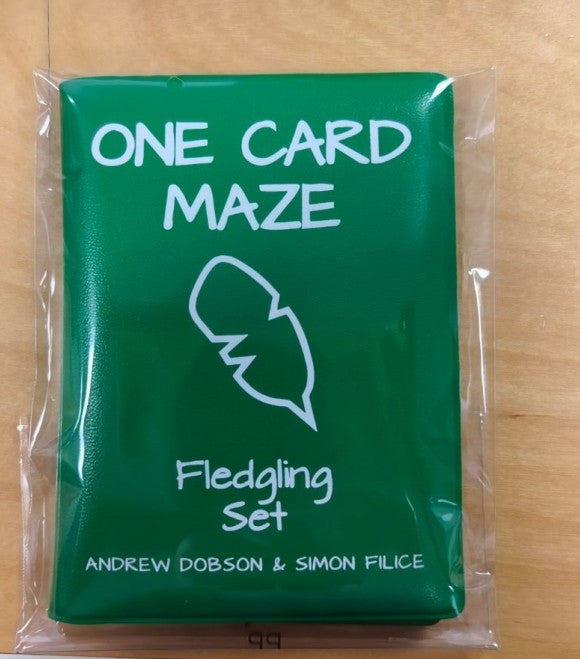 ONE CARD
MAZE
Fledgling
Set
ANDREW DOBSON & SIMON FILICE